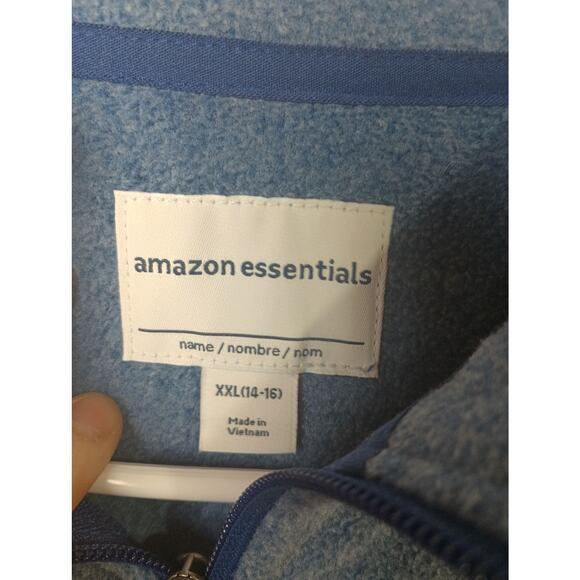 amazon essentials
name / nombre / nom
XXL(14-16)
Made in
Vietnam